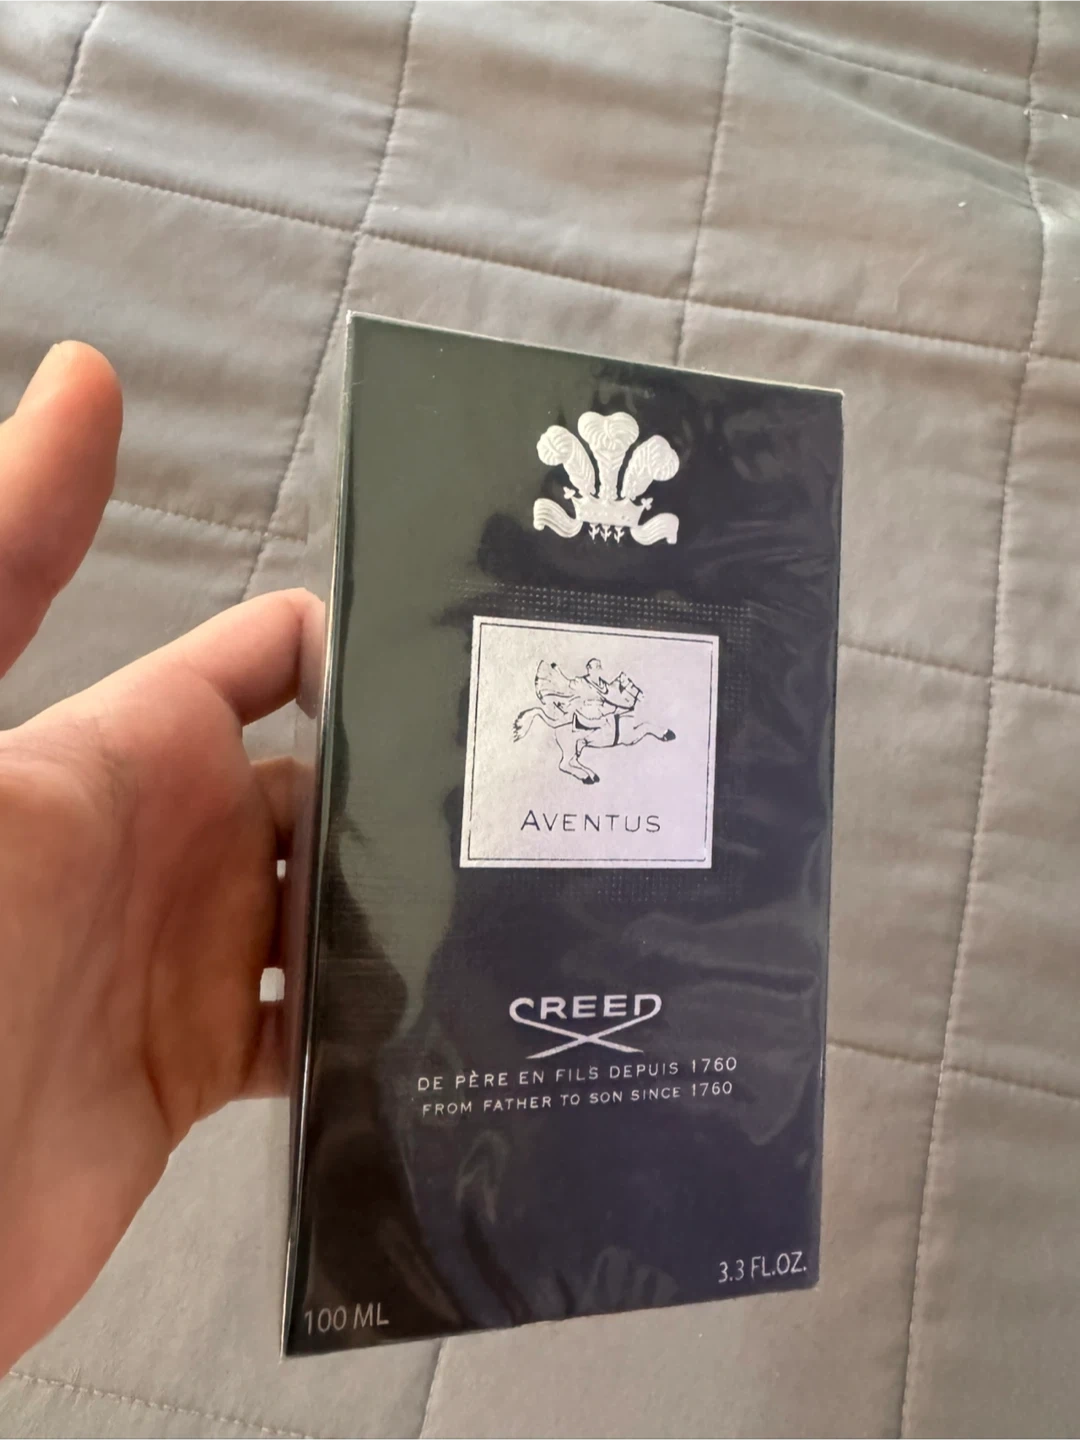 AVENTUS
CREED
DE PÈRE EN FILS DEPUIS 1760
FROM FATHER TO SON SINCE 1760
3.3 FL.OZ.
100 ML